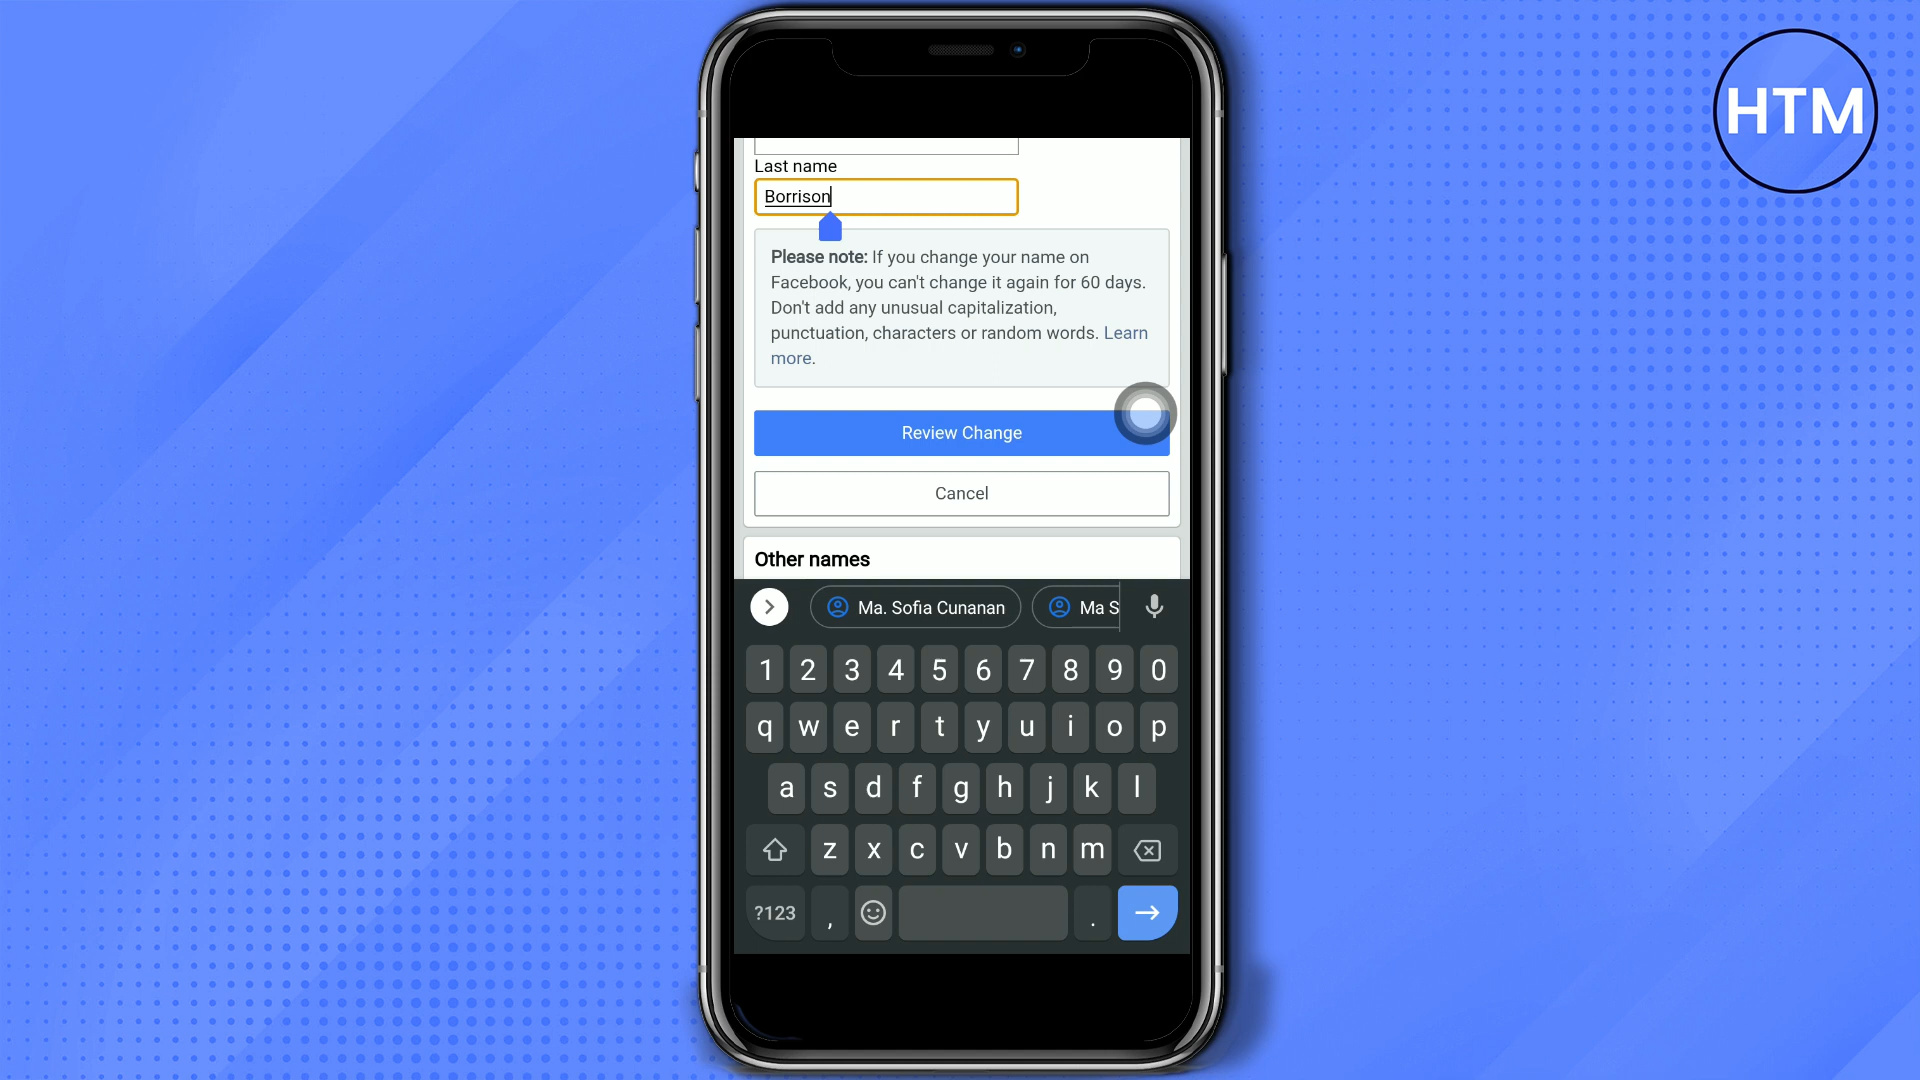 HTM
Last name
Borrison
Please note: If you change your name on
Facebook, you can't change it again for 60 days.
Don't add any unusual capitalization,
punctuation, characters or random words. Learn
more.
Review Change
Cancel
Other names
Ma. Sofia Cunanan
Ma S
1 2 3 4 5 6 7 8 9 0
q w e r t y u i o p
a s d f g h j k l
z x c v b n m
?123 , .